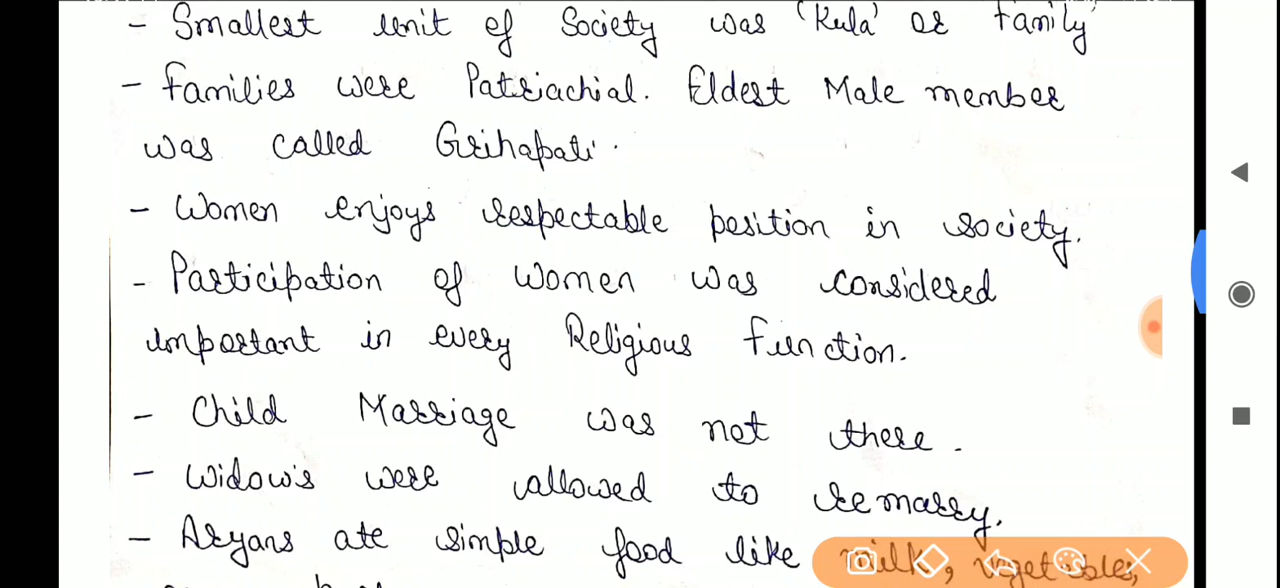 - Smallest unit of Society was 'Kula' or family'
- families were Patriachial. Eldest Male member
was called Grihapati.
- Women enjoys respectable position in society.
- Participation of women was considered
important in every Religious function.
- Child Marriage was not there.
- Widow's were allowed to remarry.
- Aryans ate simple food like milk, vegetables,